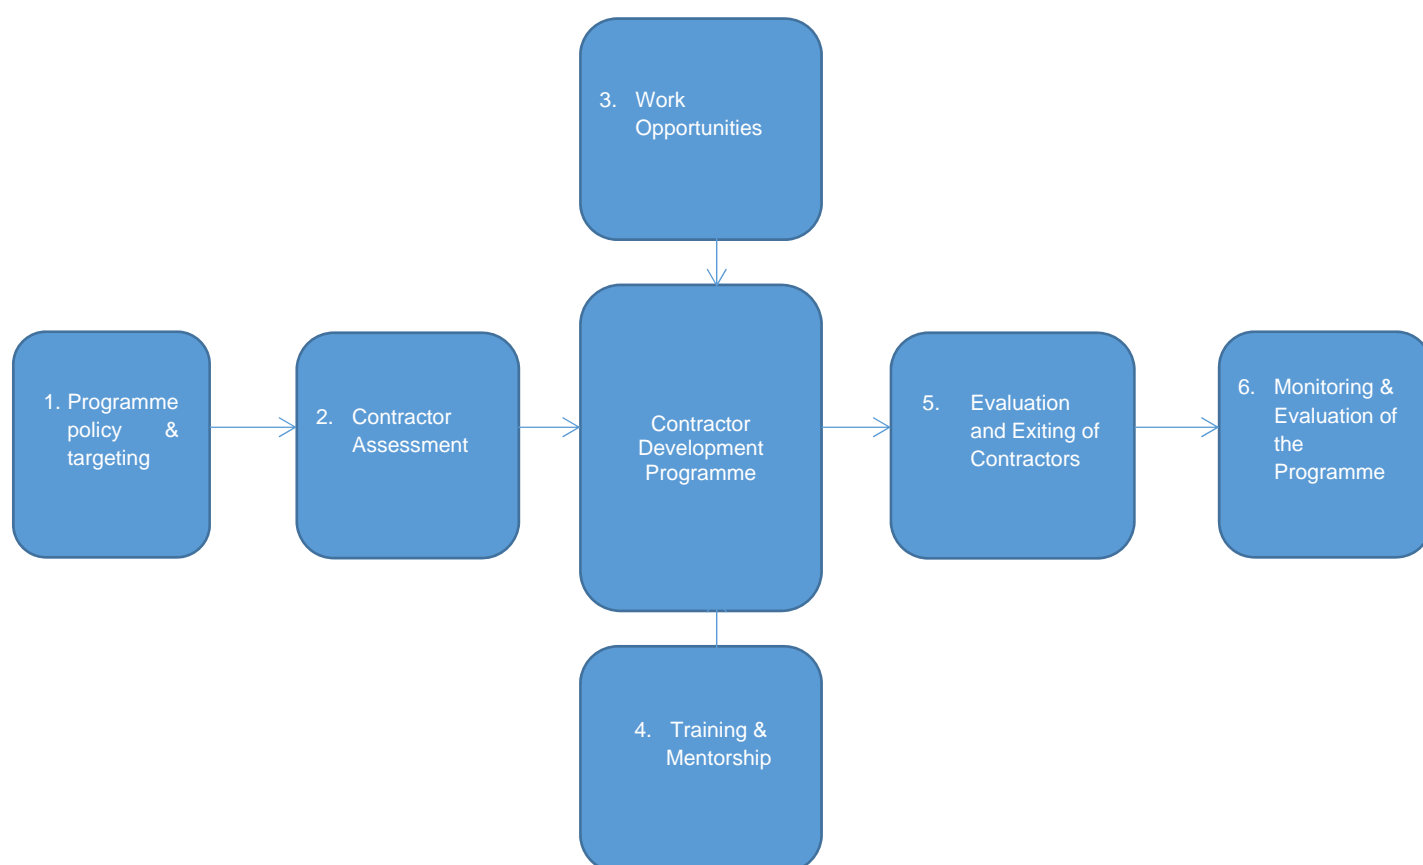 3. Work
Opportunities
1. Programme
policy &
targeting
2. Contractor
Assessment
Contractor
Development
Programme
5. Evaluation
and Exiting of
Contractors
6. Monitoring &
Evaluation of
the
Programme
4. Training &
Mentorship